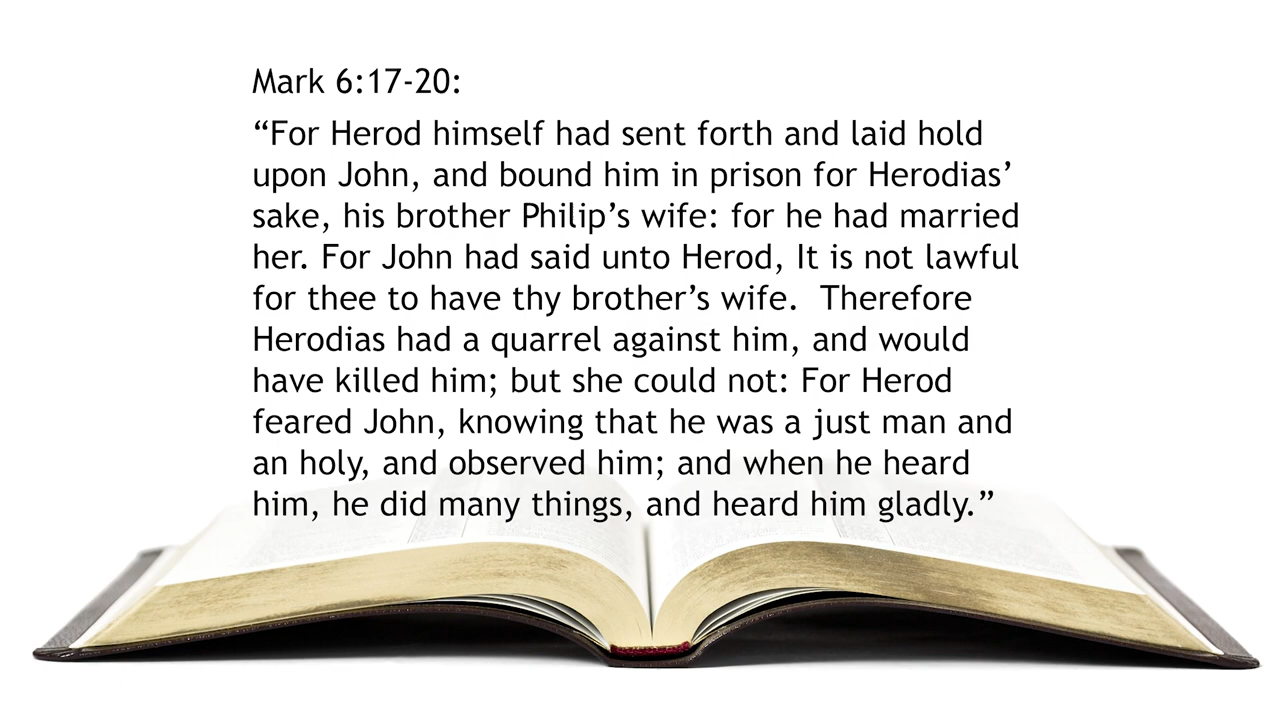 Mark 6:17-20:
“For Herod himself had sent forth and laid hold
upon John, and bound him in prison for Herodias’
sake, his brother Philip’s wife: for he had married
her. For John had said unto Herod, It is not lawful
for thee to have thy brother’s wife.  Therefore
Herodias had a quarrel against him, and would
have killed him; but she could not: For Herod
feared John, knowing that he was a just man and
an holy, and observed him; and when he heard
him, he did many things, and heard him gladly.”